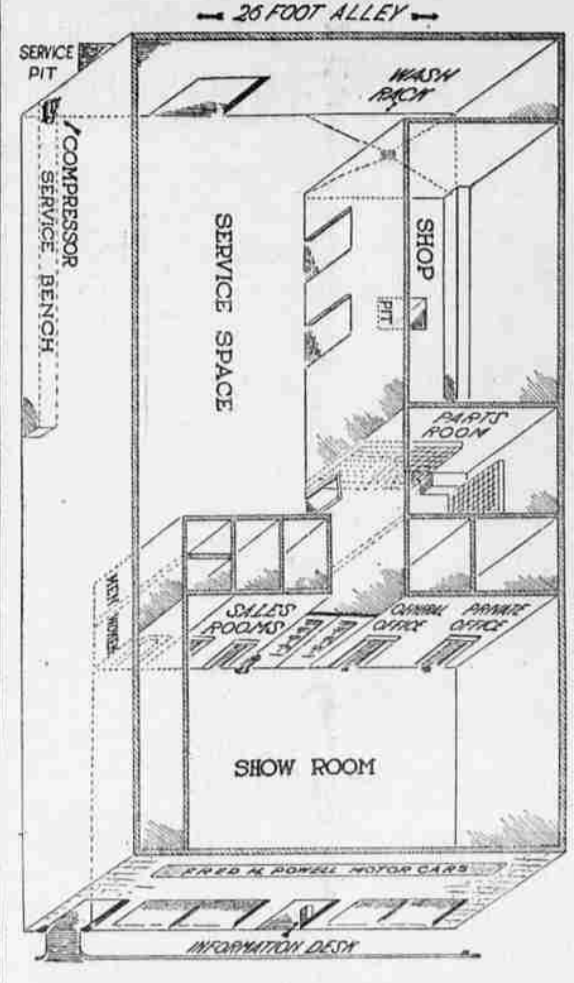 26 FOOT ALLEY
SERVICE
PIT
WASH
RACK
COMPRESSOR
SERVICE BENCH
SERVICE SPACE
SHOP
PIT
PARTS
ROOM
MEN WOMEN
SALES
ROOMS
GENERAL
OFFICE
PRIVATE
OFFICE
SHOW ROOM
FRED M. POWELL MOTOR CARS
INFORMATION DESK